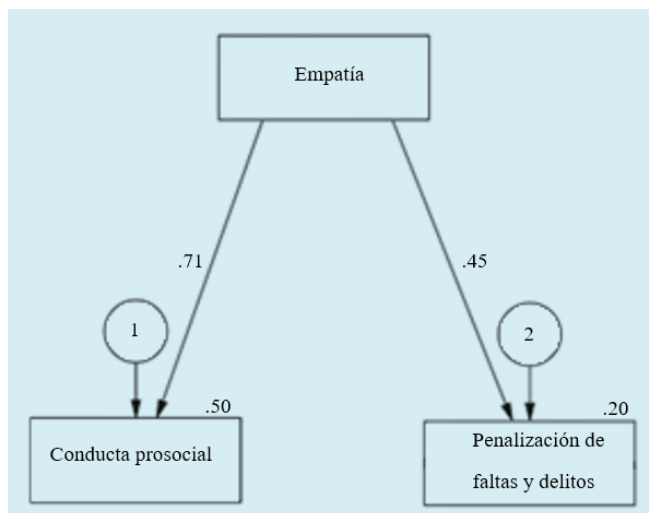 Empatía
.71
.45
1
2
.50
.20
Conducta prosocial
Penalización de
faltas y delitos